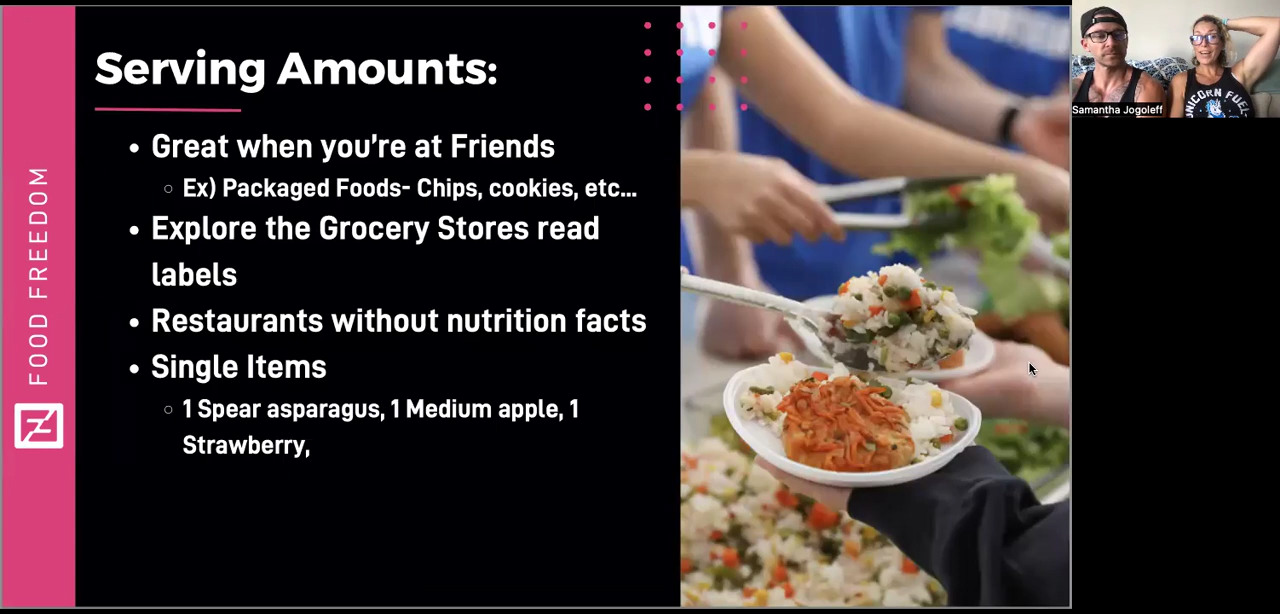 Serving Amounts:
Great when you're at Friends
Ex) Packaged Foods- Chips, cookies, etc...
Explore the Grocery Stores read
labels
Restaurants without nutrition facts
Single Items
1 Spear asparagus, 1 Medium apple, 1
Strawberry,
FOOD FREEDOM
Samantha Jogoleff
UNICORN FUEL